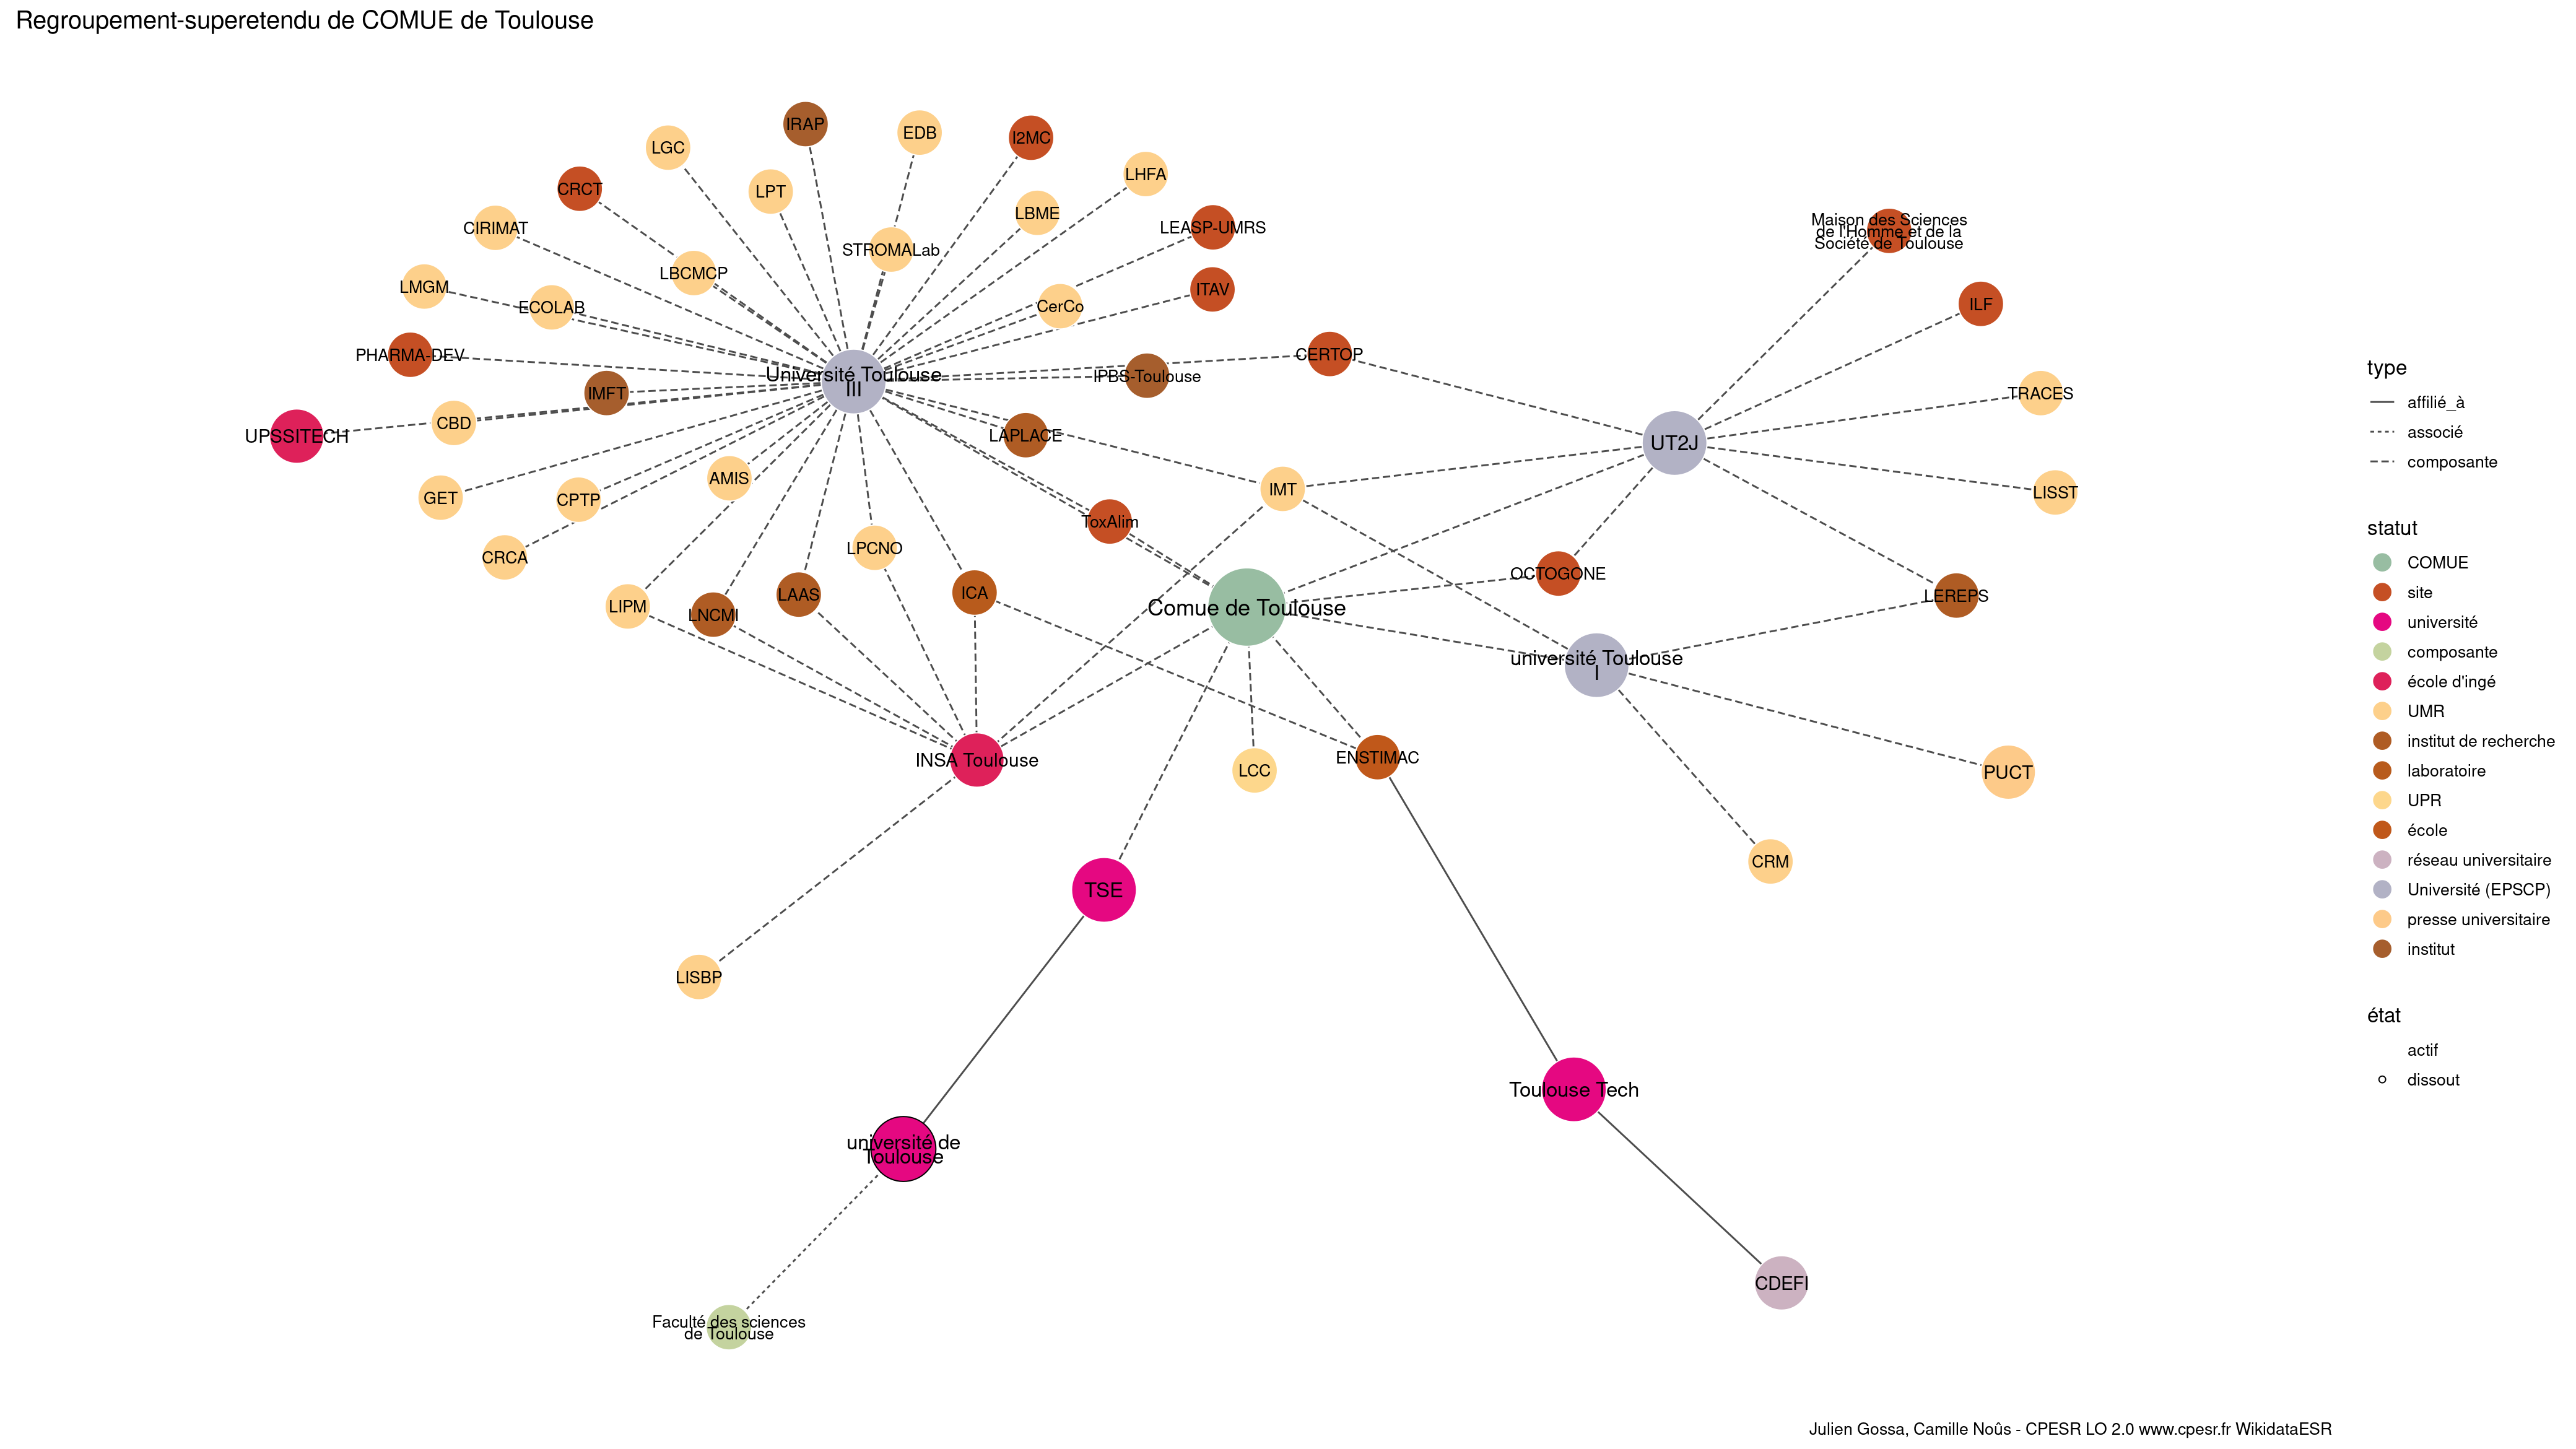 Regroupement-superetendu de COMUE de Toulouse
IRAP
EDB
I2MC
LGC
LHFA
CRCT
LPT
LBME
CIRIMAT
LEASP-UMRS
STROMALab
LBCMCP
LMGM
ECOLAB
CerCo
ITAV
PHARMA-DEV
Université Toulouse
III
IPBS-Toulouse
CERTOP
IMFT
CBD
UPSSITECH
LAPLACE
AMIS
GET
CPTP
IMT
ToxAlim
CRCA
LPCNO
LIPM
LNCMI
LAAS
ICA
Maison des Sciences
de l'Homme et de la
Société de Toulouse
ILF
TRACES
UT2J
LISST
OCTOGONE
LEREPS
Comue de Toulouse
université Toulouse
I
INSA Toulouse
LCC
ENSTIMAC
PUCT
CRM
TSE
LISBP
Toulouse Tech
université de
Toulouse
CDEFI
Faculté des sciences
de Toulouse
type
affilié_à
associé
composante
statut
COMUE
site
université
composante
école d'ingé
UMR
institut de recherche
laboratoire
UPR
école
réseau universitaire
Université (EPSCP)
presse universitaire
institut
état
actif
dissout
Julien Gossa, Camille Noûs - CPESR LO 2.0 www.cpesr.fr WikidataESR